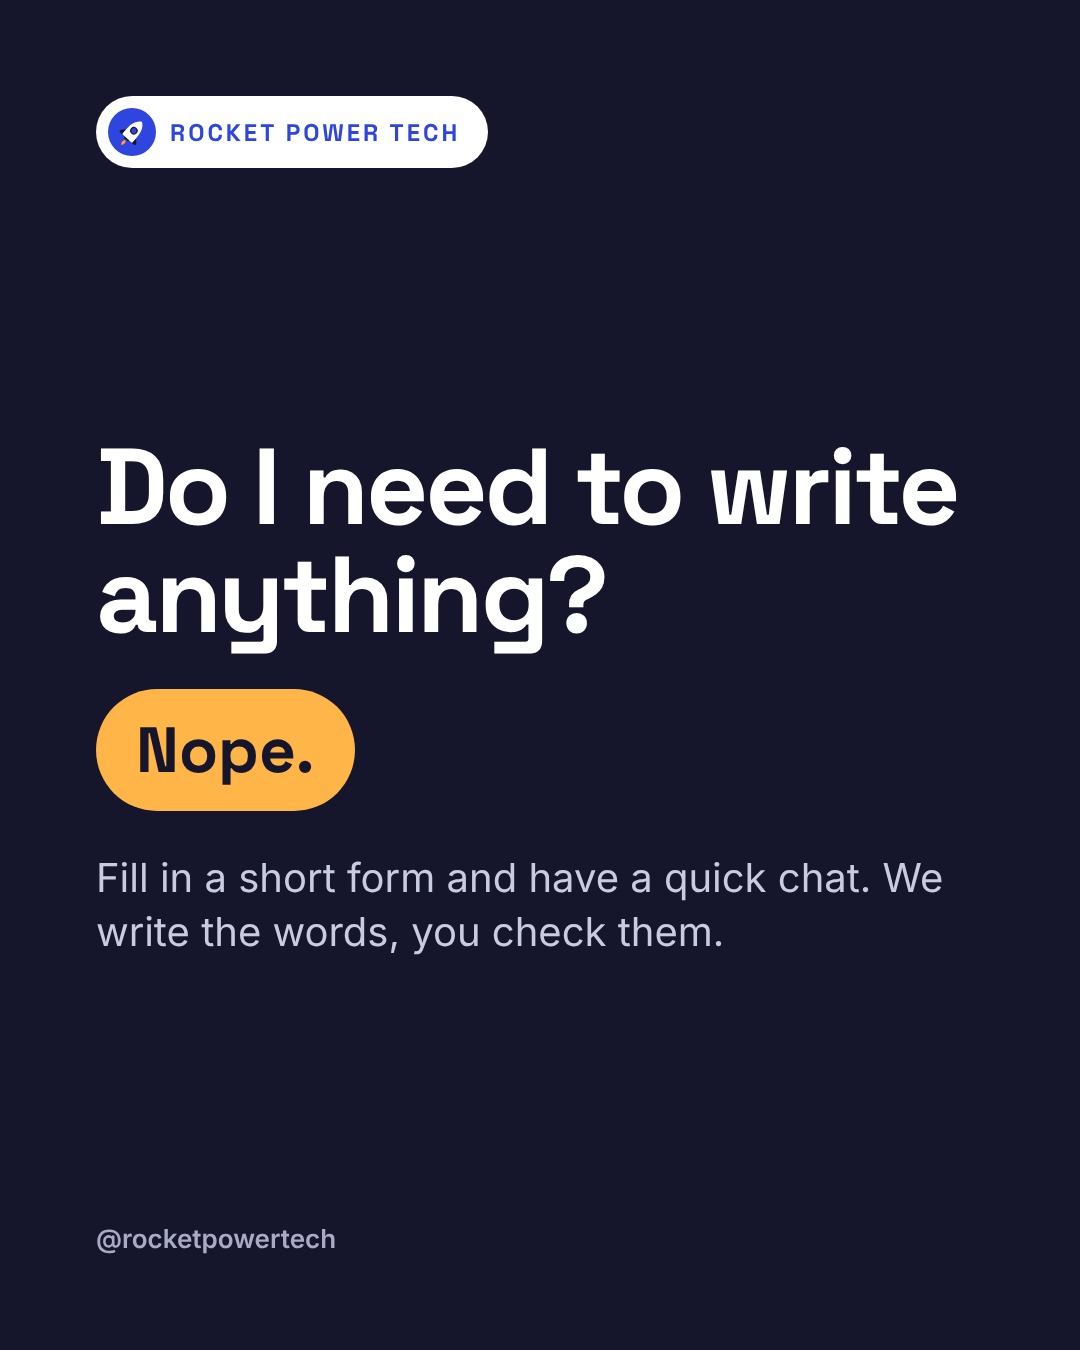 ROCKET POWER TECH
Do I need to write
anything?
Nope.
Fill in a short form and have a quick chat. We
write the words, you check them.
@rocketpowertech